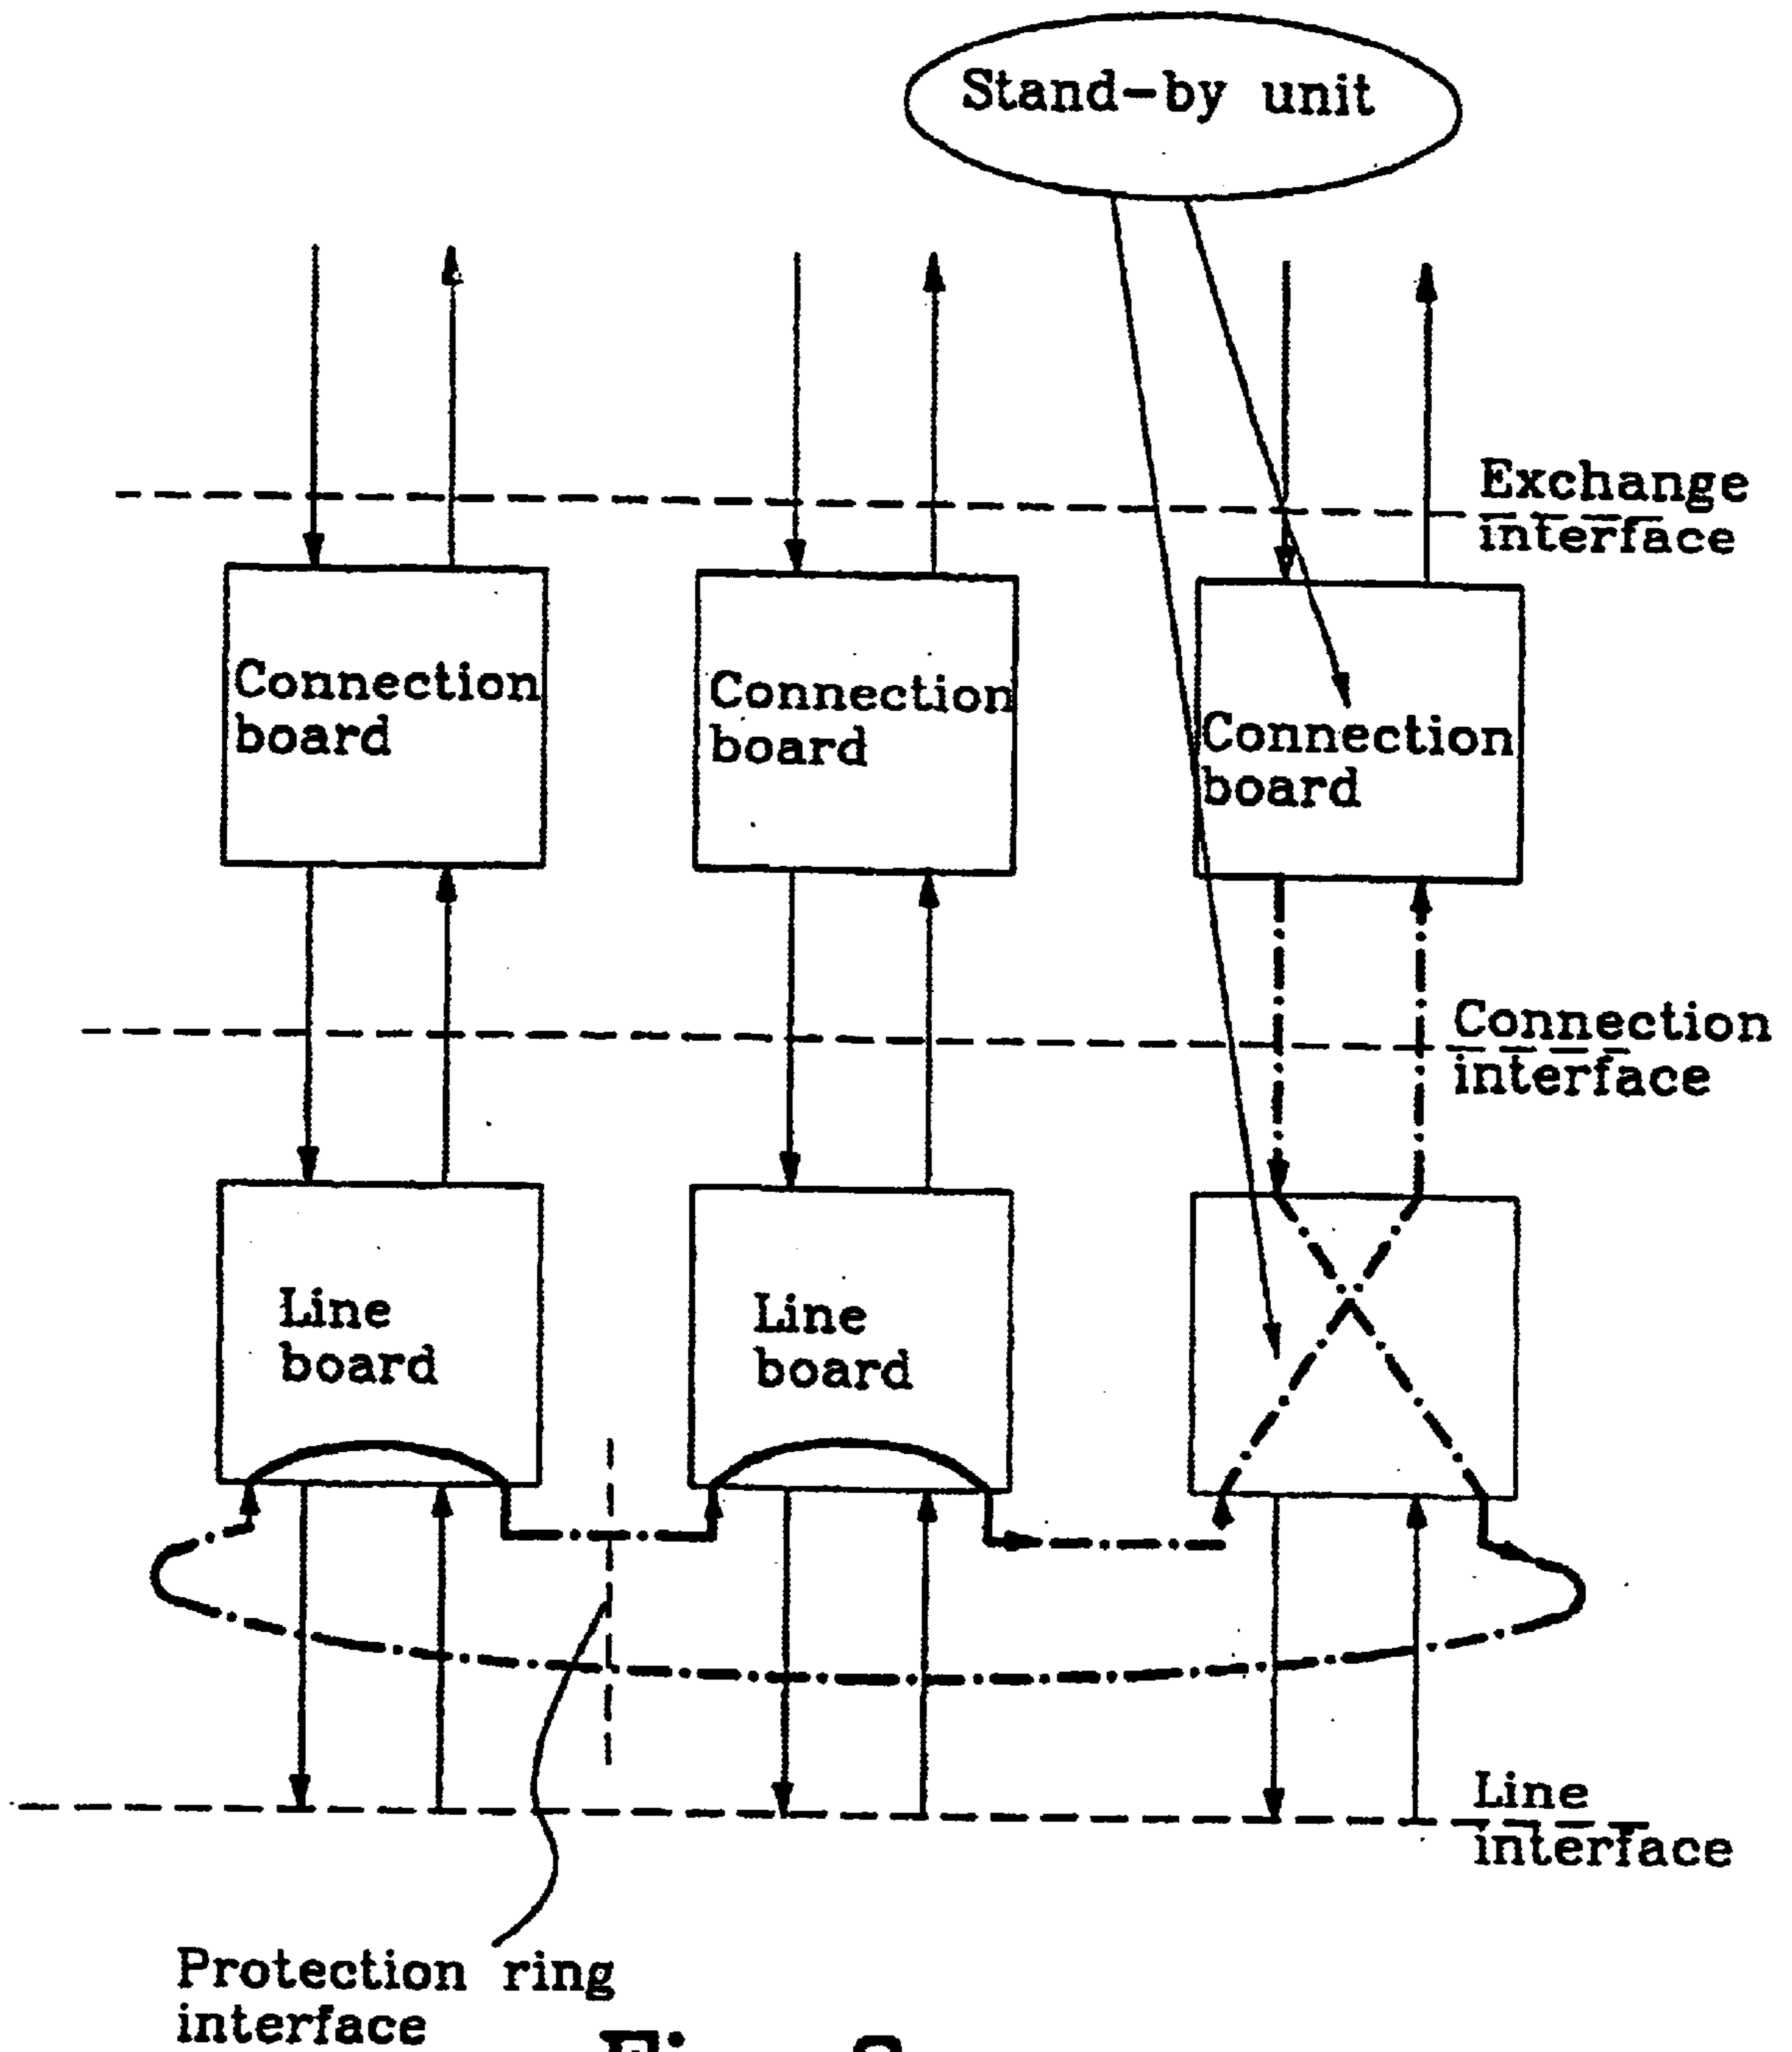 Stand-by unit
Exchange
interface
Connection
board
Connection
board
Connection
board
Connection
interface
Line
board
Line
board
Line
interface
Protection ring
interface